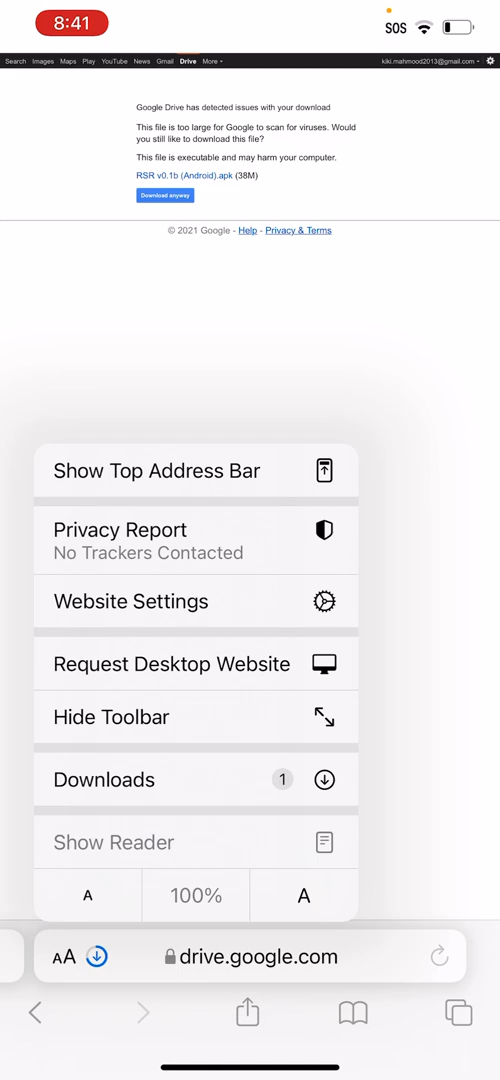 8:41
SOS
Search Images Maps Play YouTube News Gmail Drive More
kiki.mahmood2013@gmail.com
Google Drive has detected issues with your download
This file is too large for Google to scan for viruses. Would
you still like to download this file?
This file is executable and may harm your computer.
RSR v0.1b (Android).apk (38M)
Download anyway
© 2021 Google - Help - Privacy & Terms
Show Top Address Bar
Privacy Report
No Trackers Contacted
Website Settings
Request Desktop Website
Hide Toolbar
Downloads 1
Show Reader
A 100% A
AA drive.google.com